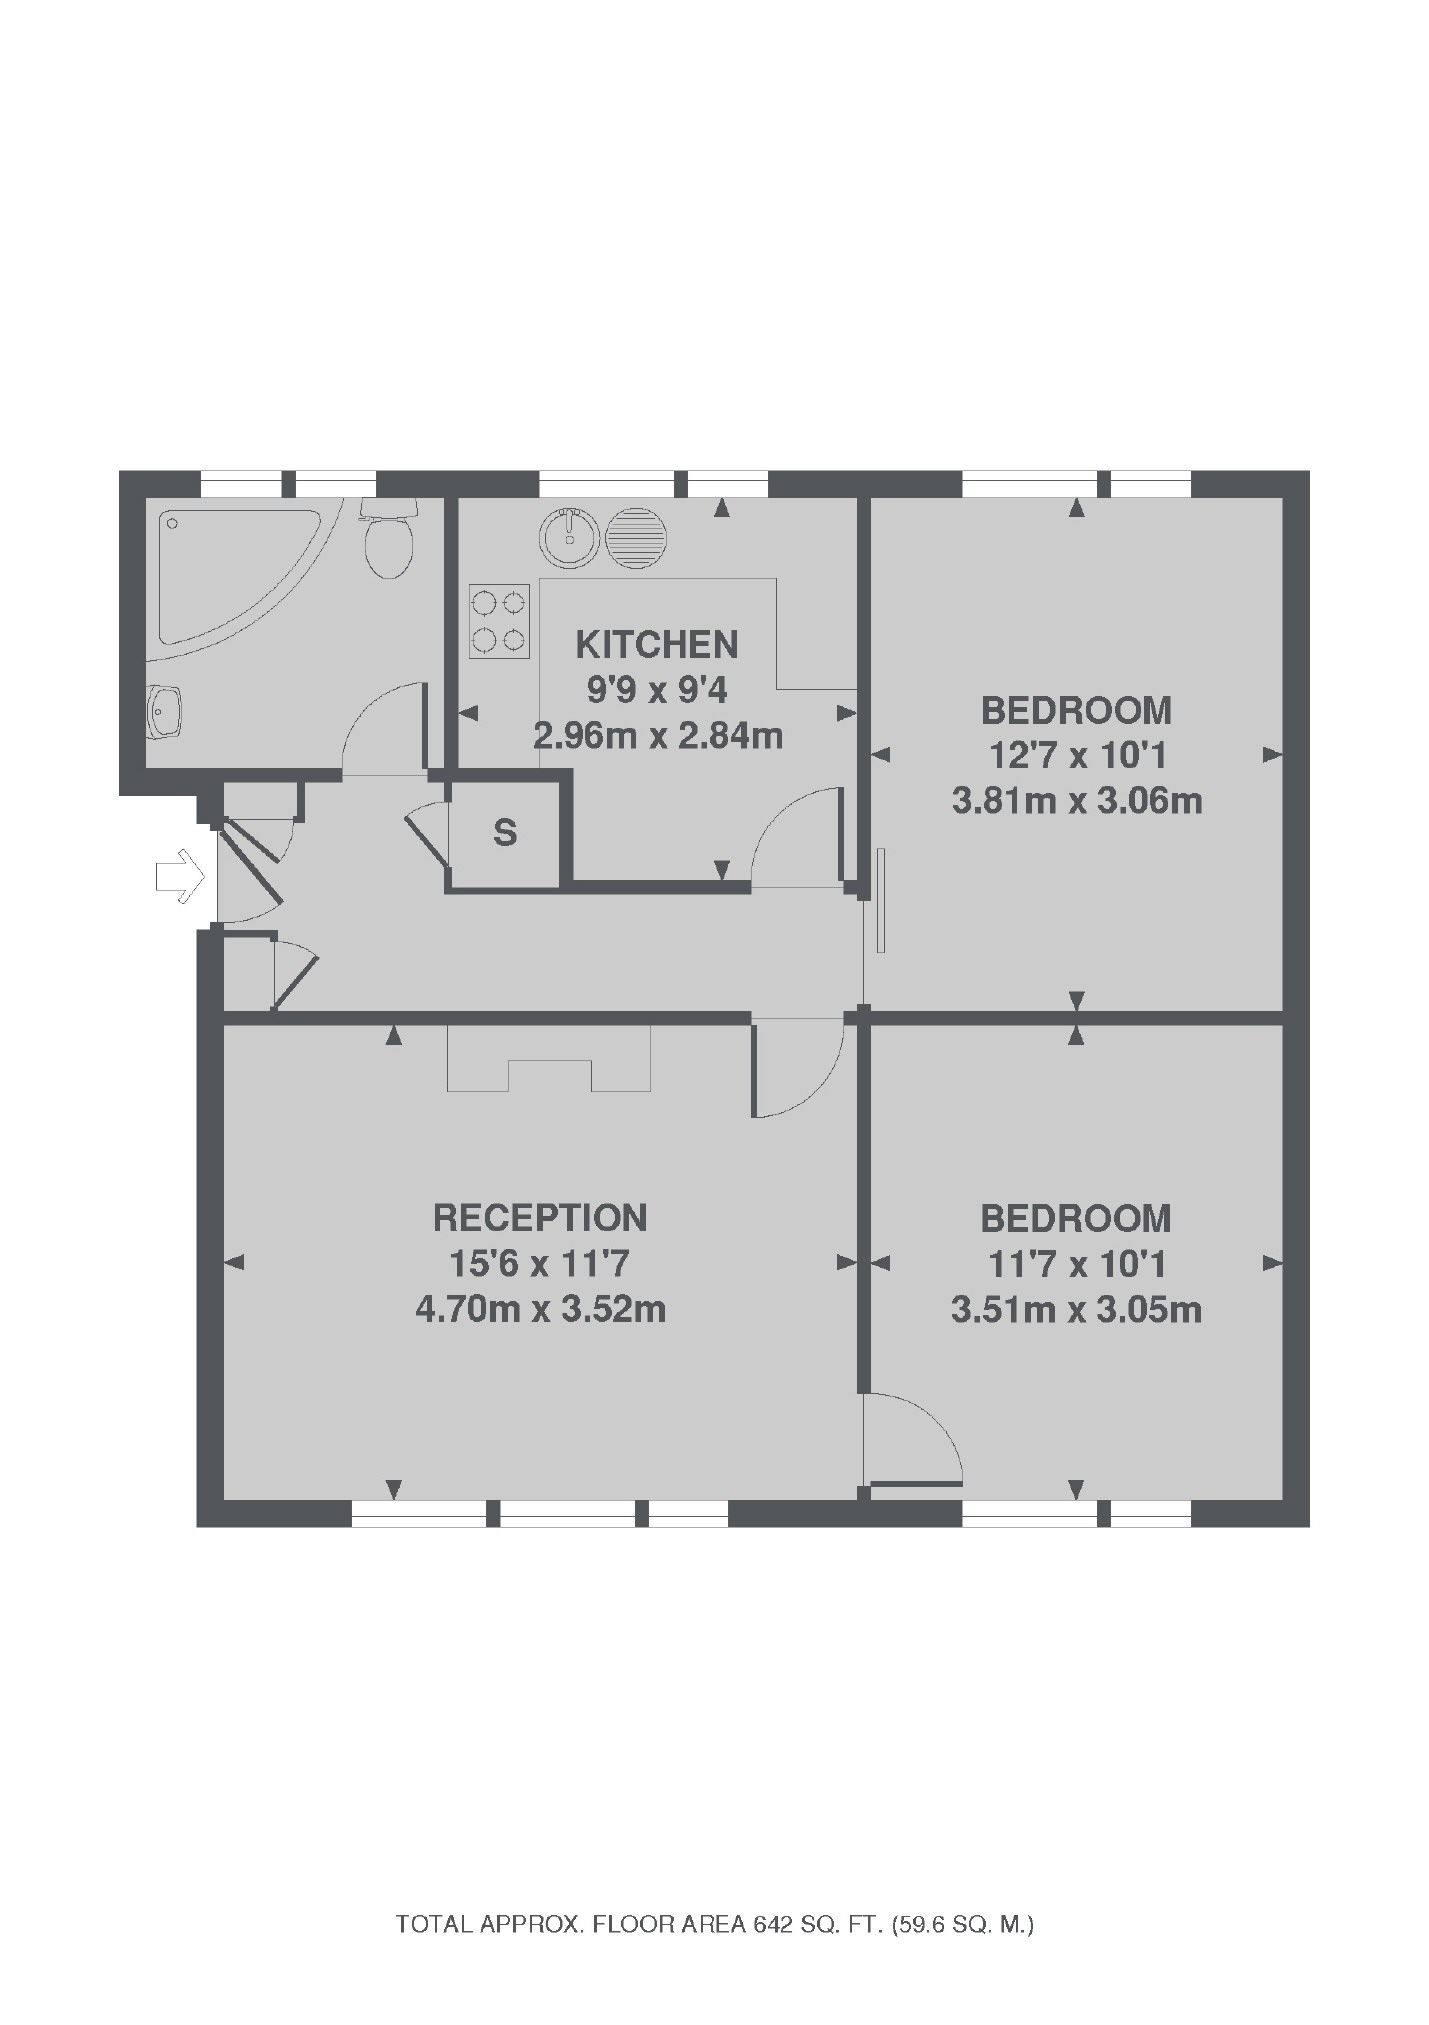 KITCHEN
9'9 x 9'4
2.96m x 2.84m
BEDROOM
12'7 x 10'1
3.81m x 3.06m
S
RECEPTION
15'6 x 11'7
4.70m x 3.52m
BEDROOM
11'7 x 10'1
3.51m x 3.05m
TOTAL APPROX. FLOOR AREA 642 SQ. FT. (59.6 SQ. M.)